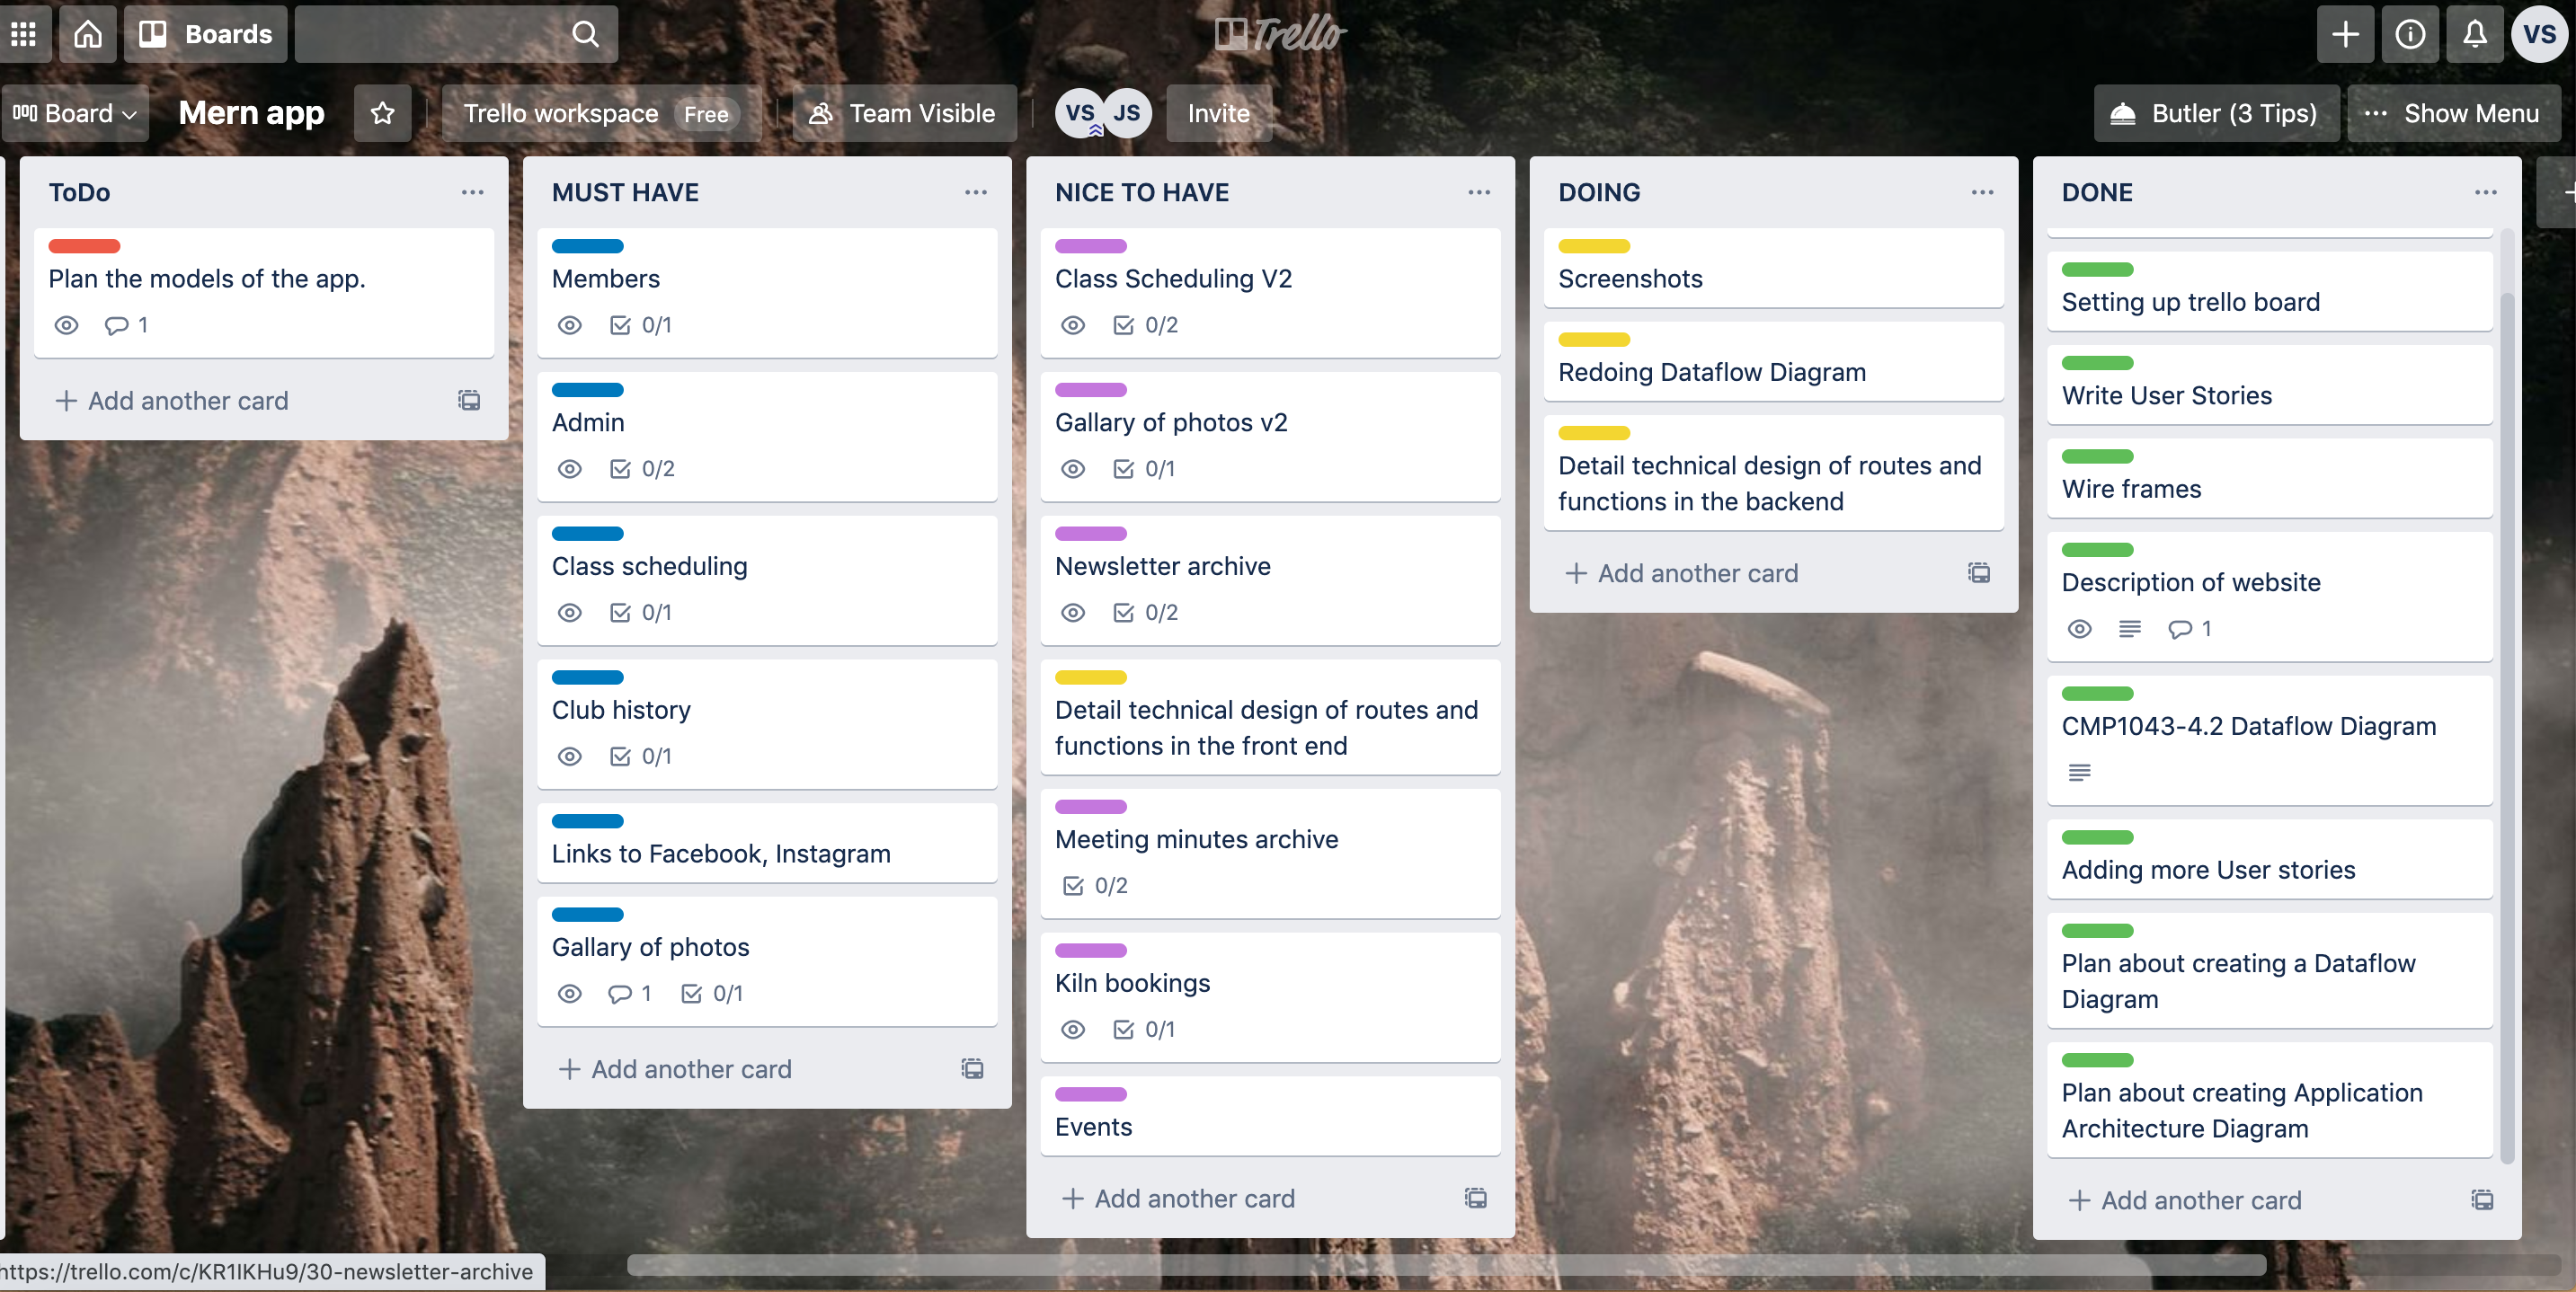 Boards
Trello
VS
Board
Mern app
Trello workspace Free
Team Visible
VS JS
Invite
Butler (3 Tips)
Show Menu
ToDo
Plan the models of the app.
1
Add another card
MUST HAVE
Members
0/1
Admin
0/2
Class scheduling
0/1
Club history
0/1
Links to Facebook, Instagram
Gallary of photos
1 0/1
Add another card
NICE TO HAVE
Class Scheduling V2
0/2
Gallary of photos v2
0/1
Newsletter archive
0/2
Detail technical design of routes and
functions in the front end
Meeting minutes archive
0/2
Kiln bookings
0/1
Events
Add another card
DOING
Screenshots
Redoing Dataflow Diagram
Detail technical design of routes and
functions in the backend
Add another card
DONE
Setting up trello board
Write User Stories
Wire frames
Description of website
1
CMP1043-4.2 Dataflow Diagram
Adding more User stories
Plan about creating a Dataflow
Diagram
Plan about creating Application
Architecture Diagram
Add another card
https://trello.com/c/KR1IKHu9/30-newsletter-archive